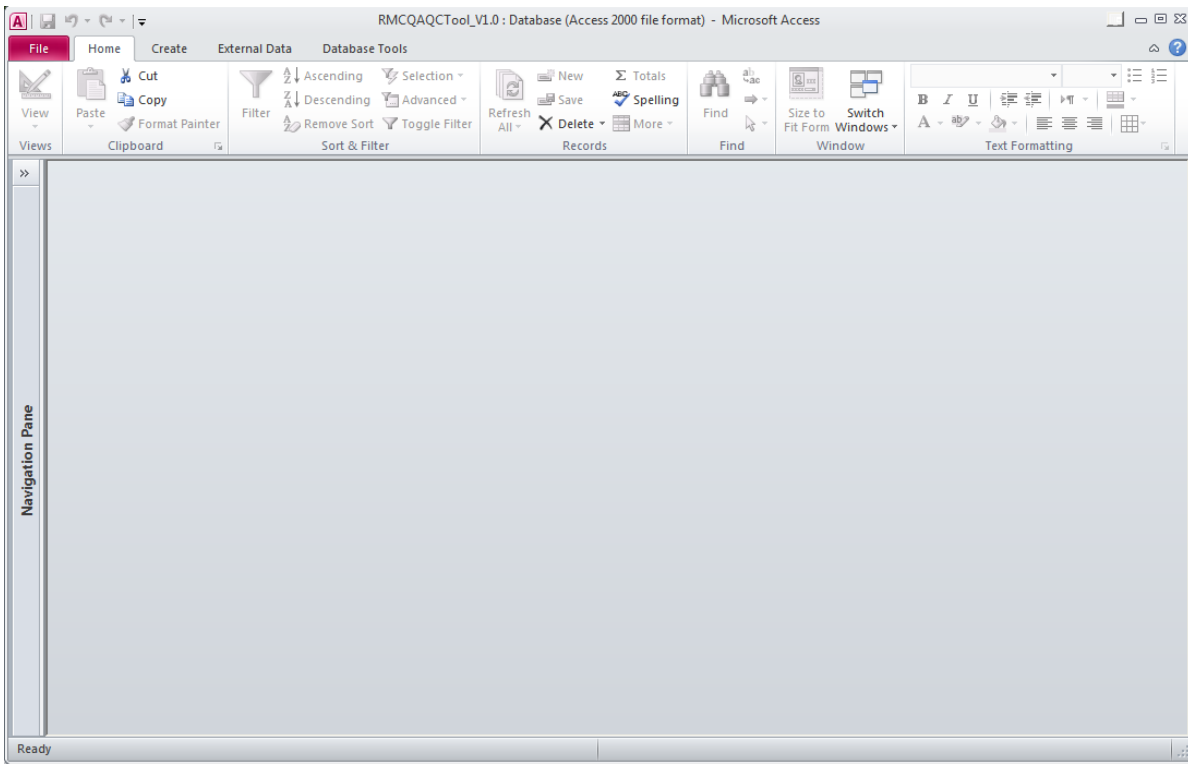 RMCQAQCTool_V1.0 : Database (Access 2000 file format) - Microsoft Access
File Home Create External Data Database Tools
View
Views
Paste
Cut
Copy
Format Painter
Clipboard
Filter
Ascending
Descending
Remove Sort
Selection
Advanced
Toggle Filter
Sort & Filter
Refresh
All
New
Save
Delete
Totals
Spelling
More
Records
Find
Find
Size to
Fit Form
Switch
Windows
Window
B I U
A
Text Formatting
Navigation Pane
Ready